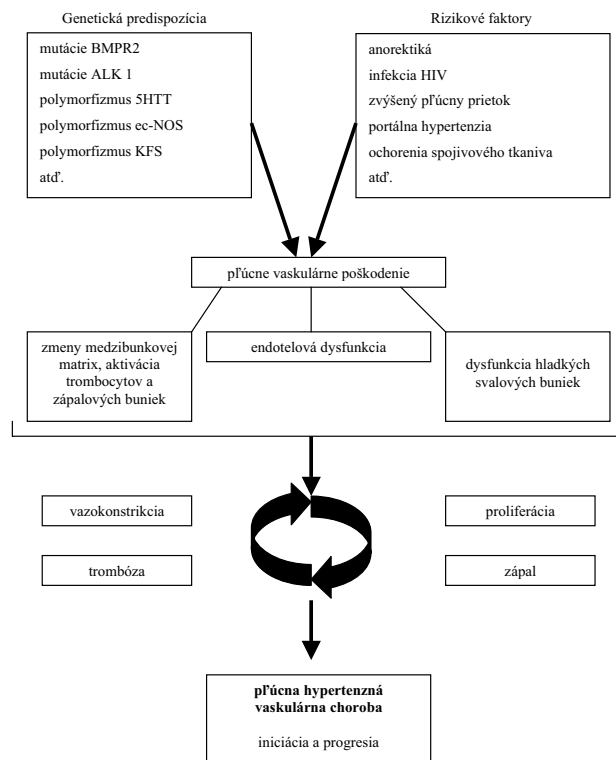 Genetická predispozícia
mutácie BMPR2
mutácie ALK 1
polymorfizmus 5HTT
polymorfizmus ec-NOS
polymorfizmus KFS
atď.
Rizikové faktory
anorektiká
infekcia HIV
zvýšený pľúcny prietok
portálna hypertenzia
ochorenia spojivového tkaniva
atď.
pľúcne vaskulárne poškodenie
zmeny medzibunkovej
matrix, aktivácia
trombocytov a
zápalových buniek
endotelová dysfunkcia
dysfunkcia hladkých
svalových buniek
vazokonstrikcia
proliferácia
trombóza
zápal
pľúcna hypertenzná
vaskulárna choroba
iniciácia a progresia